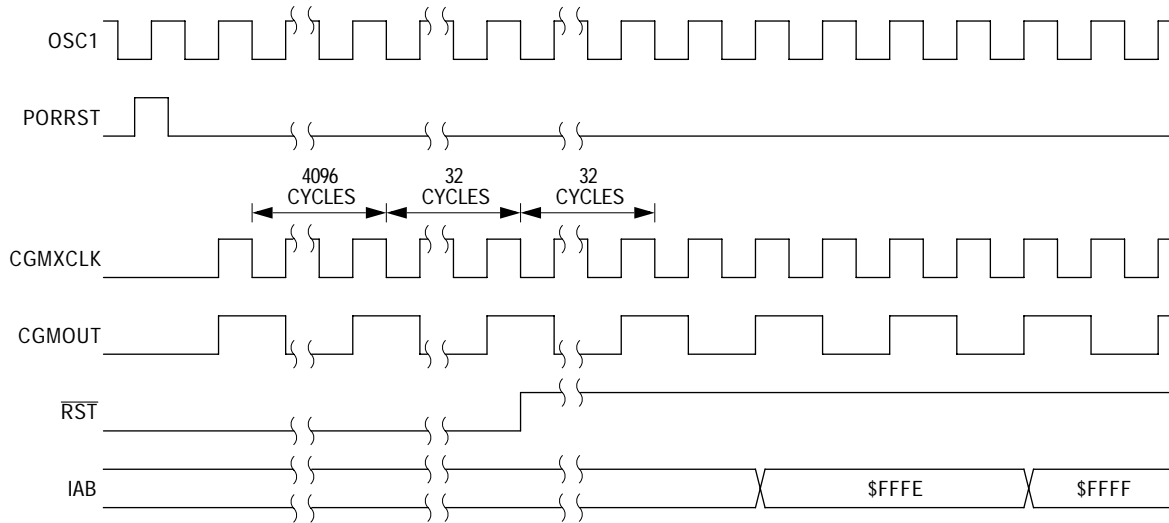 OSC1
PORRST
4096
CYCLES
32
CYCLES
32
CYCLES
CGMXCLK
CGMOUT
RST
IAB
$FFFE
$FFFF